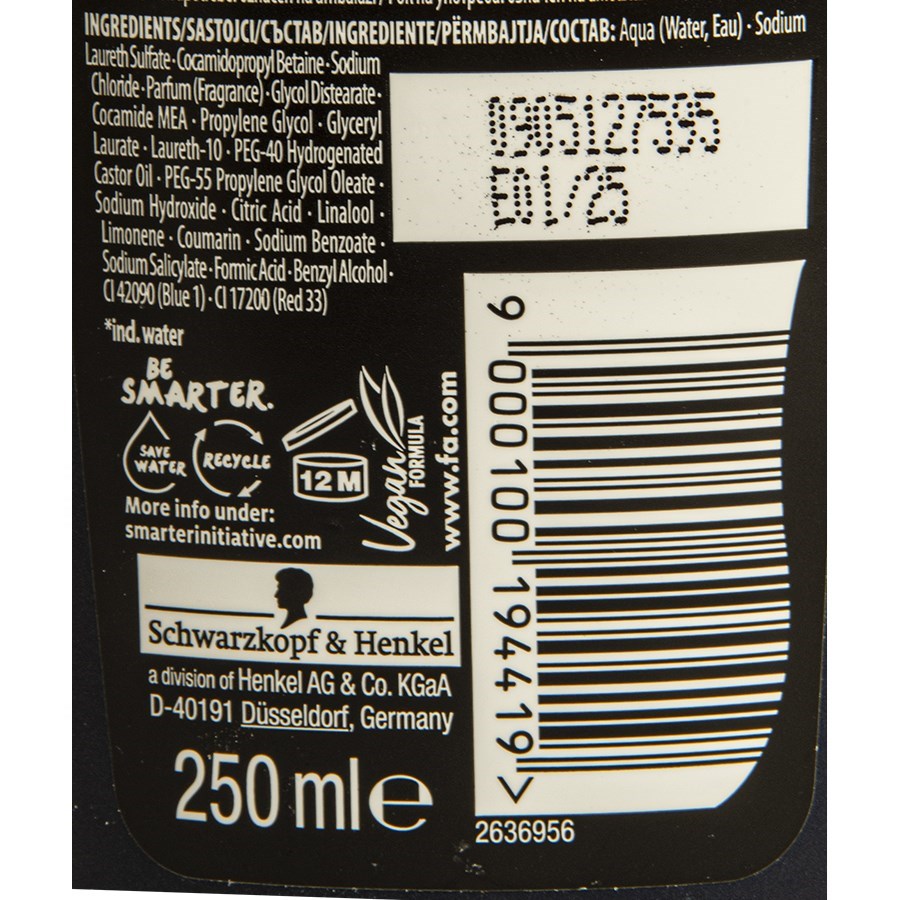 INGREDIENTS/SASTOJCI/СЪСТАВ/INGREDIENTE/PËRMBAJTJA/СОСТАВ: Aqua (Water, Eau) · Sodium
Laureth Sulfate · Cocamidopropyl Betaine · Sodium
Chloride · Parfum (Fragrance) · Glycol Distearate ·
Cocamide MEA · Propylene Glycol · Glyceryl
Laurate · Laureth-10 · PEG-40 Hydrogenated
Castor Oil · PEG-55 Propylene Glycol Oleate ·
Sodium Hydroxide · Citric Acid · Linalool ·
Limonene · Coumarin · Sodium Benzoate ·
Sodium Salicylate · Formic Acid · Benzyl Alcohol ·
CI 42090 (Blue 1) · CI 17200 (Red 33)
*ind. water
0905127595
E01/25
BE
SMARTER.
SAVE
WATER
RECYCLE
12 M
Vegan
FORMULA
www.fa.com
More info under:
smarterinitiative.com
Schwarzkopf & Henkel
a division of Henkel AG & Co. KGaA
D-40191 Düsseldorf, Germany
250 ml e
9 000100 194419 >
2636956